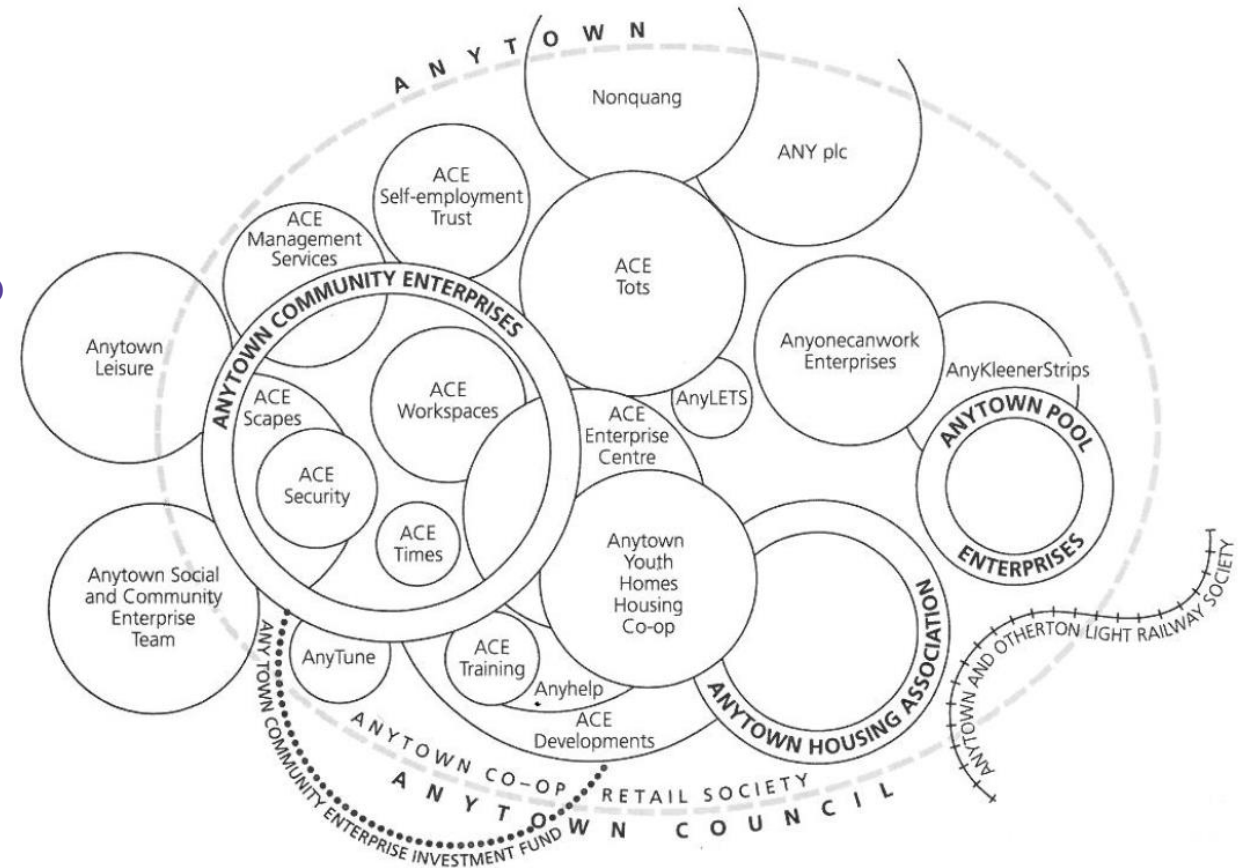 ANYTOWN
Nonquang
ANY plc
ACE
Self-employment
Trust
ACE
Management
Services
ACE
Tots
ANYTOWN COMMUNITY ENTERPRISES
Anytown
Leisure
Anyonecanwork
Enterprises
AnyKleenerStrips
ACE
Scapes
ACE
Workspaces
AnyLETS
ACE
Enterprise
Centre
ANYTOWN POOL
ENTERPRISES
ACE
Security
ACE
Times
Anytown
Youth
Homes
Housing
Co-op
Anytown Social
and Community
Enterprise
Team
AnyTune
ACE
Training
Anyhelp
ACE
Developments
ANYTOWN HOUSING ASSOCIATION
ANYTOWN AND OTHERTON LIGHT RAILWAY SOCIETY
ANY TOWN COMMUNITY ENTERPRISE INVESTMENT FUND
ANYTOWN CO–OP RETAIL SOCIETY
ANYTOWN COUNCIL